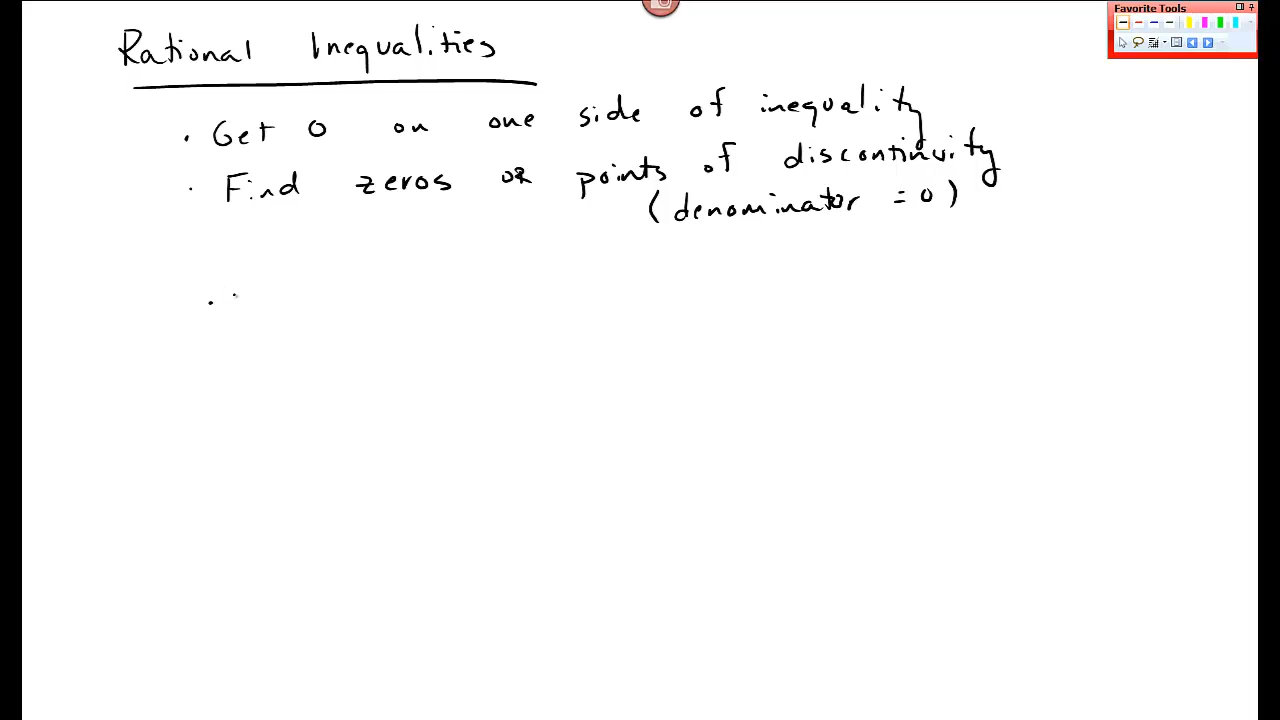 Favorite Tools
Rational Inequalities
· Get 0 on one side of inequality
· Find zeros or points of discontinuity
(denominator = 0)